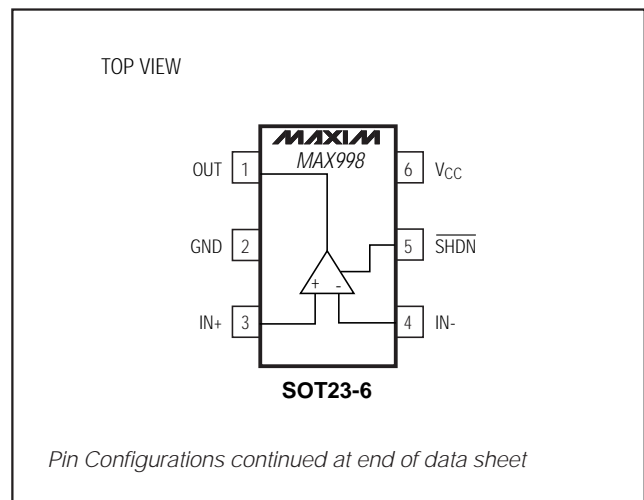 TOP VIEW
MAXIM
MAX998
OUT 1 6 VCC
GND 2 5 SHDN
+ -
IN+ 3 4 IN-
SOT23-6
Pin Configurations continued at end of data sheet